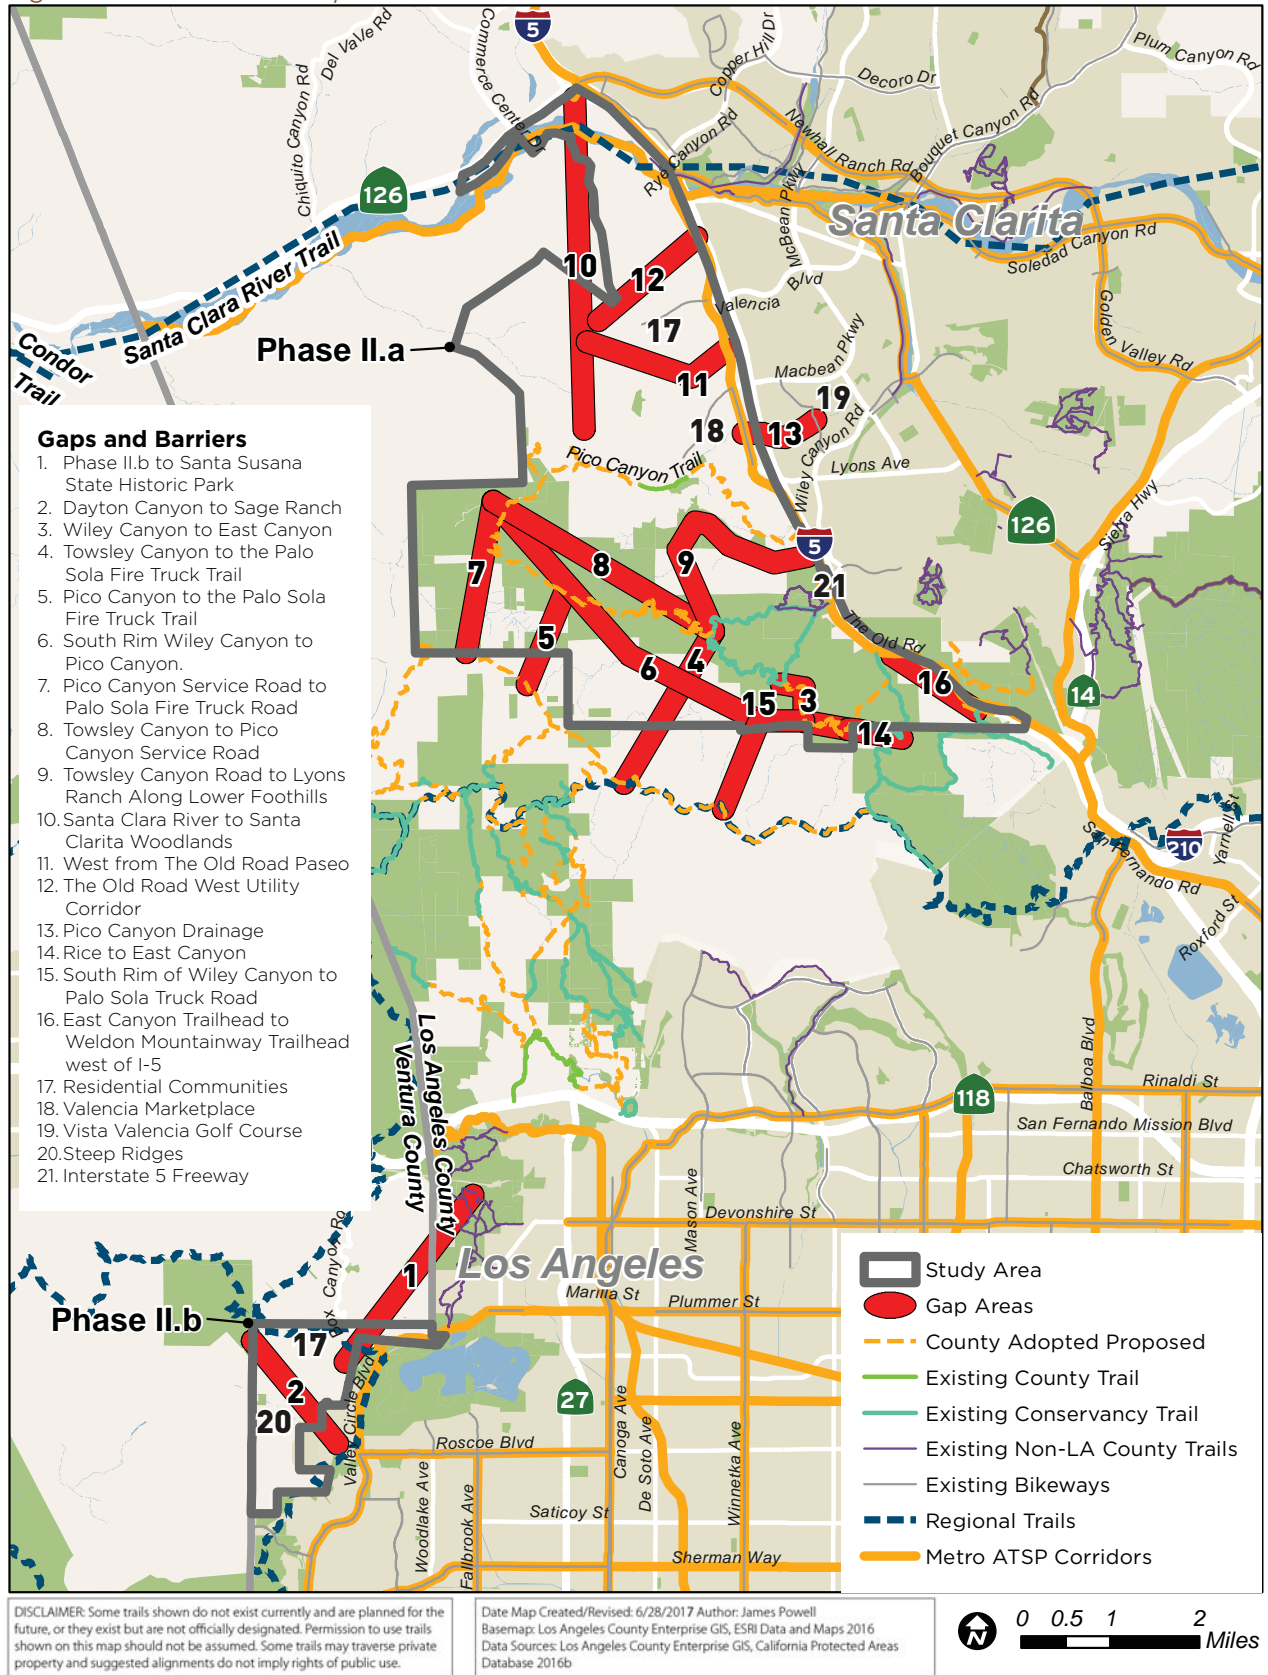 5
Del Valle Rd
Commerce Center Dr
Copper Hill Dr
Decoro Dr
Plum Canyon Rd
Chiquito Canyon Rd
Rye Canyon Rd
Newhall Ranch Rd
Bouquet Canyon Rd
126
McBean Pkwy
Santa Clarita
Santa Clara River Trail
Soledad Canyon Rd
10
12
Valencia Blvd
Golden Valley Rd
17
Condor Trail
Phase II.a
Macbean Pkwy
11
19
18
13
Wiley Canyon Rd
Pico Canyon Trail
Lyons Ave
Sierra Hwy
126
5
21
The Old Rd
7
8
9
5
6
4
15
3
16
14
14
San Fernando Rd
210
Yarnell St
Roxford St
Gaps and Barriers
1. Phase II.b to Santa Susana
State Historic Park
2. Dayton Canyon to Sage Ranch
3. Wiley Canyon to East Canyon
4. Towsley Canyon to the Palo
Sola Fire Truck Trail
5. Pico Canyon to the Palo Sola
Fire Truck Trail
6. South Rim Wiley Canyon to
Pico Canyon.
7. Pico Canyon Service Road to
Palo Sola Fire Truck Road
8. Towsley Canyon to Pico
Canyon Service Road
9. Towsley Canyon Road to Lyons
Ranch Along Lower Foothills
10. Santa Clara River to Santa
Clarita Woodlands
11. West from The Old Road Paseo
12. The Old Road West Utility
Corridor
13. Pico Canyon Drainage
14. Rice to East Canyon
15. South Rim of Wiley Canyon to
Palo Sola Truck Road
16. East Canyon Trailhead to
Weldon Mountainway Trailhead
west of I-5
17. Residential Communities
18. Valencia Marketplace
19. Vista Valencia Golf Course
20. Steep Ridges
21. Interstate 5 Freeway
Los Angeles County
Ventura County
Balboa Blvd
118
Rinaldi St
San Fernando Mission Blvd
Chatsworth St
Mason Ave
Devonshire St
Los Angeles
1
Box Canyon Rd
Marilla St
Plummer St
Phase II.b
17
2
20
Valley Circle Blvd
27
Roscoe Blvd
Canoga Ave
De Soto Ave
Winnetka Ave
Woodlake Ave
Fallbrook Ave
Saticoy St
Sherman Way
Study Area
Gap Areas
County Adopted Proposed
Existing County Trail
Existing Conservancy Trail
Existing Non-LA County Trails
Existing Bikeways
Regional Trails
Metro ATSP Corridors
DISCLAIMER: Some trails shown do not exist currently and are planned for the
future, or they exist but are not officially designated. Permission to use trails
shown on this map should not be assumed. Some trails may traverse private
property and suggested alignments do not imply rights of public use.
Date Map Created/Revised: 6/28/2017 Author: James Powell
Basemap: Los Angeles County Enterprise GIS, ESRI Data and Maps 2016
Data Sources: Los Angeles County Enterprise GIS, California Protected Areas
Database 2016b
N
0 0.5 1 2
Miles